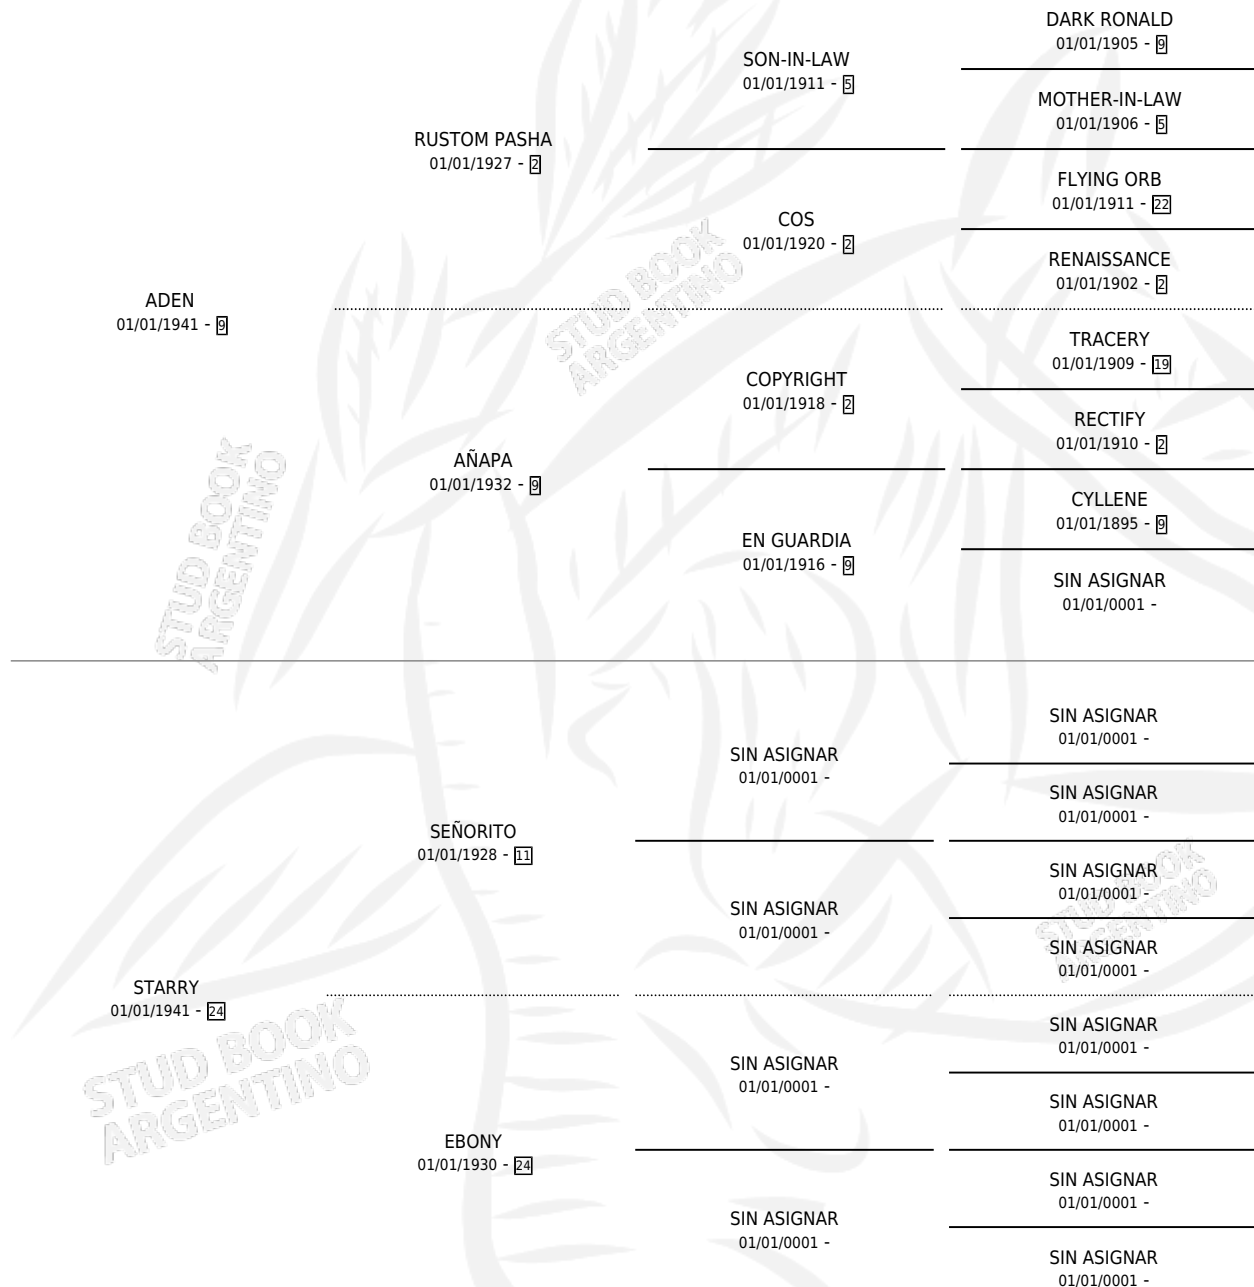 DARK RONALD
01/01/1905 - 9
SON-IN-LAW
01/01/1911 - 5
MOTHER-IN-LAW
01/01/1906 - 5
RUSTOM PASHA
01/01/1927 - 2
FLYING ORB
01/01/1911 - 22
COS
01/01/1920 - 2
RENAISSANCE
01/01/1902 - 2
ADEN
01/01/1941 - 9
STUD BOOK
ARGENTINO
TRACERY
01/01/1909 - 19
COPYRIGHT
01/01/1918 - 2
RECTIFY
01/01/1910 - 2
AÑAPA
01/01/1932 - 9
CYLLENE
01/01/1895 - 9
EN GUARDIA
01/01/1916 - 9
SIN ASIGNAR
01/01/0001 -
STUD BOOK
ARGENTINO
SIN ASIGNAR
01/01/0001 -
SIN ASIGNAR
01/01/0001 -
SIN ASIGNAR
01/01/0001 -
SEÑORITO
01/01/1928 - 11
SIN ASIGNAR
01/01/0001 -
SIN ASIGNAR
01/01/0001 -
SIN ASIGNAR
01/01/0001 -
STUD BOOK
ARGENTINO
STARRY
01/01/1941 - 24
STUD BOOK
ARGENTINO
SIN ASIGNAR
01/01/0001 -
SIN ASIGNAR
01/01/0001 -
SIN ASIGNAR
01/01/0001 -
EBONY
01/01/1930 - 24
SIN ASIGNAR
01/01/0001 -
SIN ASIGNAR
01/01/0001 -
SIN ASIGNAR
01/01/0001 -